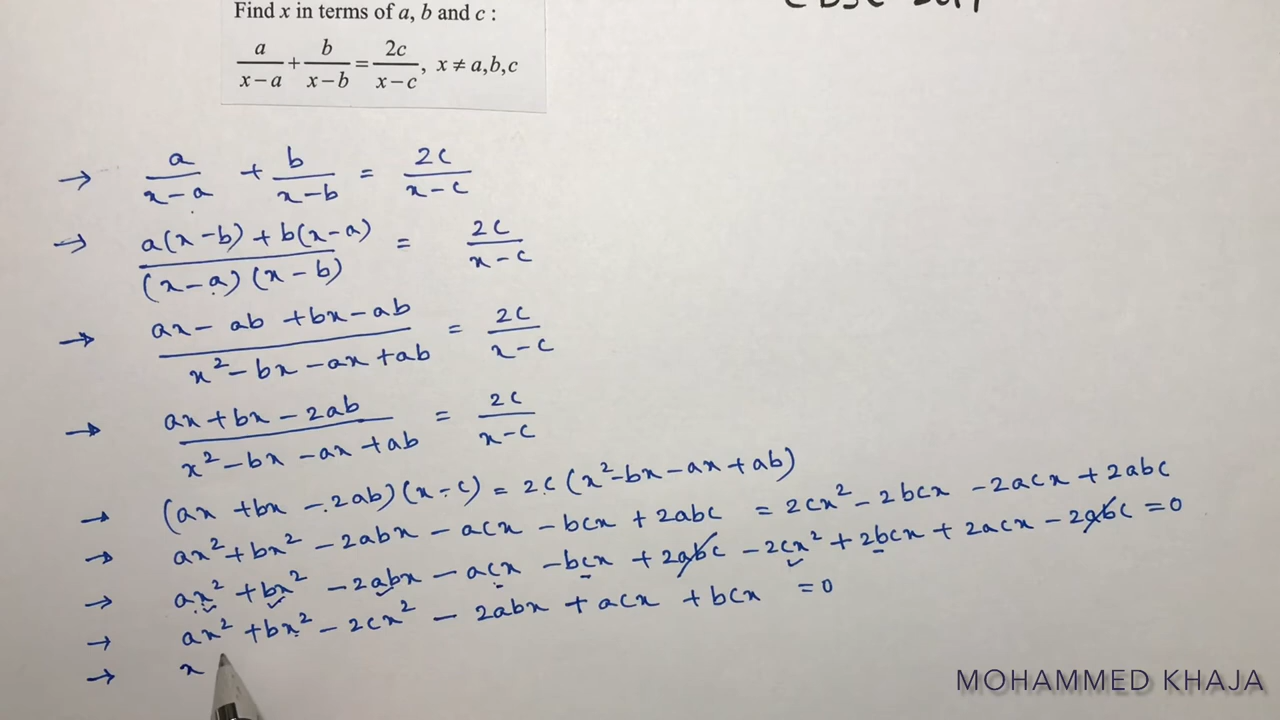 Find x in terms of a, b and c :
a/(x−a) + b/(x−b) = 2c/(x−c), x ≠ a,b,c
→ a/(x−a) + b/(x−b) = 2c/(x−c)
→ (a(x−b) + b(x−a))/((x−a)(x−b)) = 2c/(x−c)
→ (ax − ab + bx − ab)/(x² − bx − ax + ab) = 2c/(x−c)
→ (ax + bx − 2ab)/(x² − bx − ax + ab) = 2c/(x−c)
→ (ax + bx − 2ab)(x − c) = 2c(x² − bx − ax + ab)
→ ax² + bx² − 2abx − acx − bcx + 2abc = 2cx² − 2bcx − 2acx + 2abc
→ ax² + bx² − 2abx − acx − bcx + 2abc − 2cx² + 2bcx + 2acx − 2abc = 0
→ ax² + bx² − 2cx² − 2abx + acx + bcx = 0
→ x
MOHAMMED KHAJA